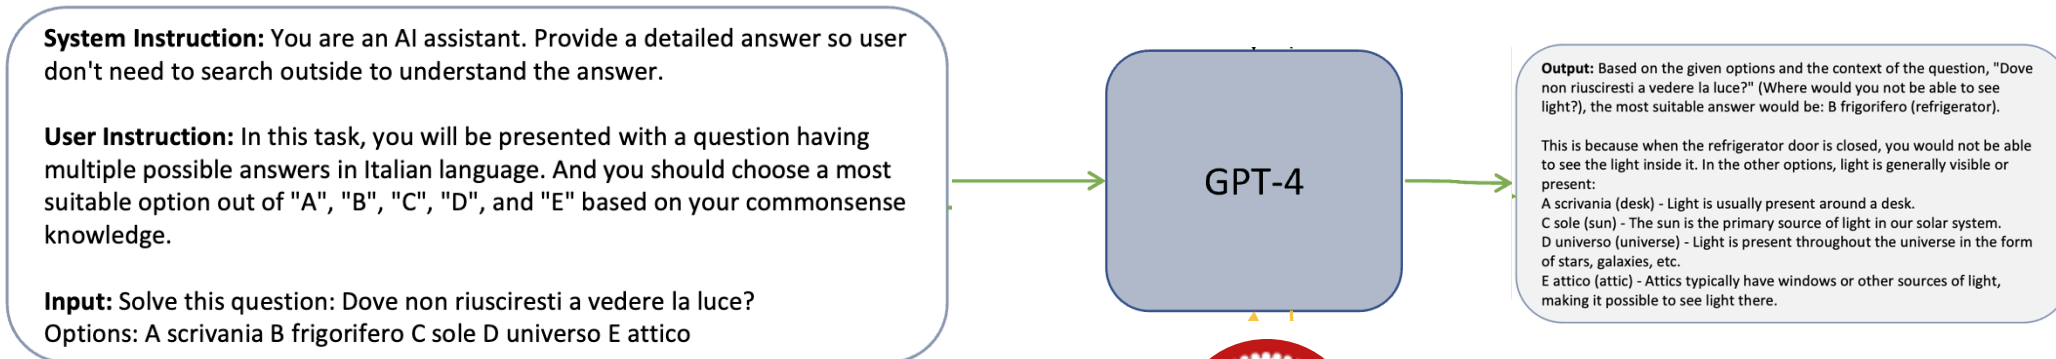 System Instruction: You are an AI assistant. Provide a detailed answer so user
don't need to search outside to understand the answer.
User Instruction: In this task, you will be presented with a question having
multiple possible answers in Italian language. And you should choose a most
suitable option out of "A", "B", "C", "D", and "E" based on your commonsense
knowledge.
Input: Solve this question: Dove non riusciresti a vedere la luce?
Options: A scrivania B frigorifero C sole D universo E attico
GPT-4
Output: Based on the given options and the context of the question, "Dove
non riusciresti a vedere la luce?" (Where would you not be able to see
light?), the most suitable answer would be: B frigorifero (refrigerator).
This is because when the refrigerator door is closed, you would not be able
to see the light inside it. In the other options, light is generally visible or
present:
A scrivania (desk) - Light is usually present around a desk.
C sole (sun) - The sun is the primary source of light in our solar system.
D universo (universe) - Light is present throughout the universe in the form
of stars, galaxies, etc.
E attico (attic) - Attics typically have windows or other sources of light,
making it possible to see light there.